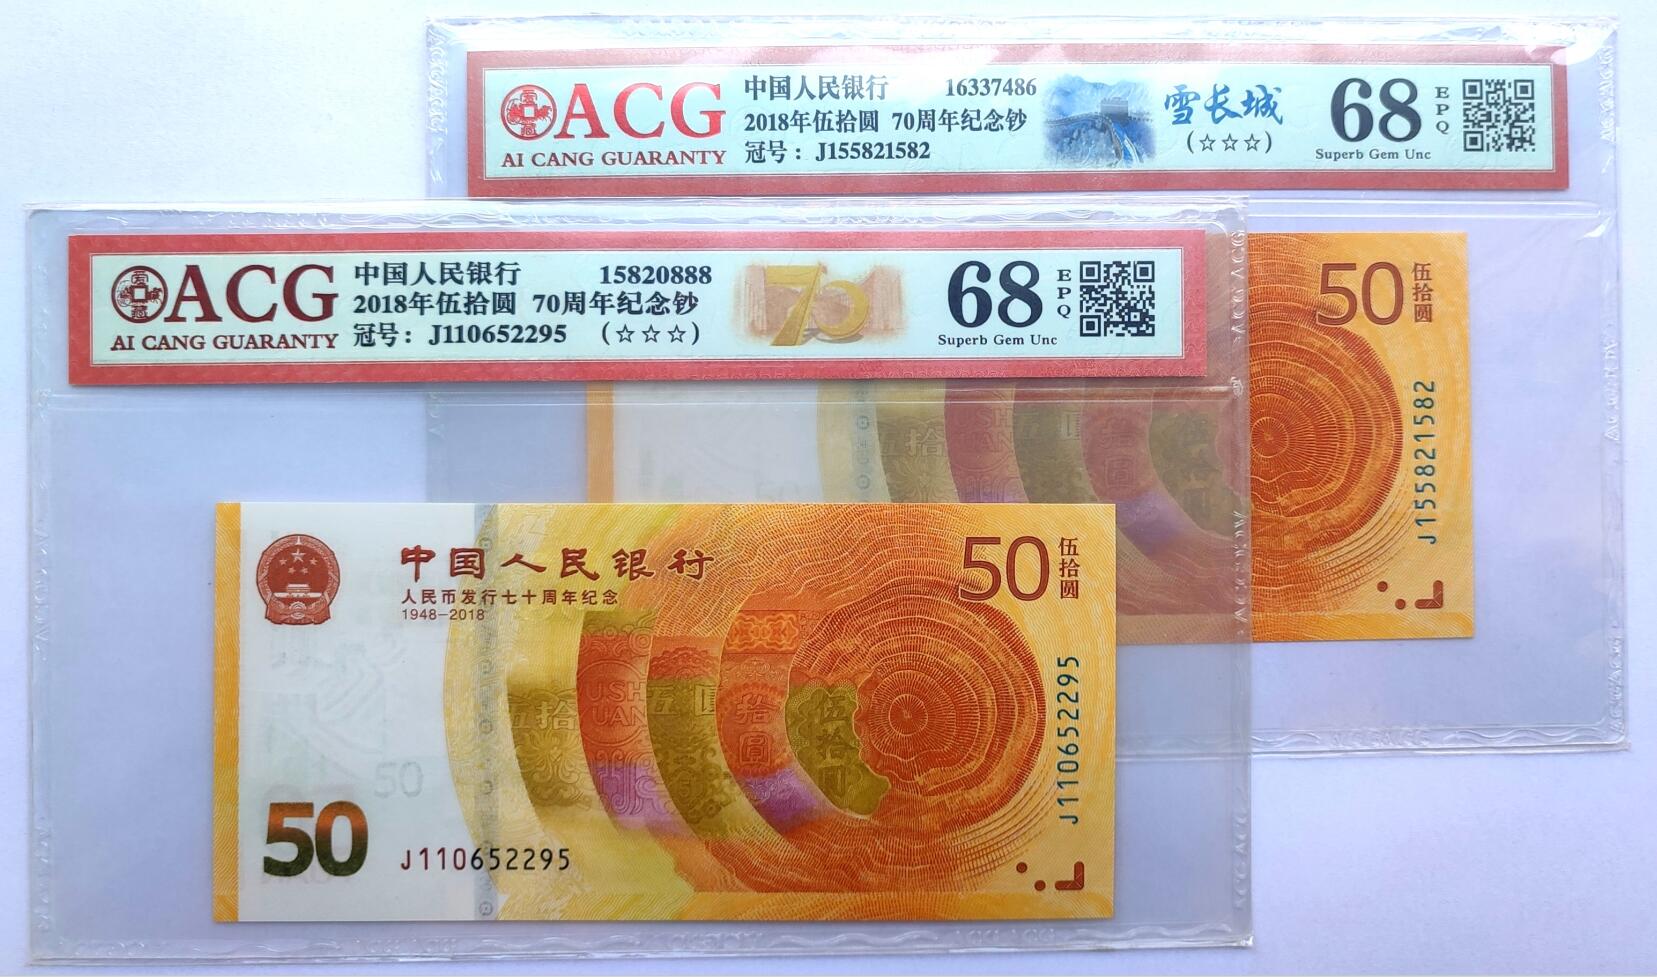 ACG
AI CANG GUARANTY
中国人民银行 16337486
2018年伍拾圆 70周年纪念钞
冠号：J155821582
雪长城
(☆☆☆)
68
EPQ
Superb Gem Unc
50
伍拾圆
J155821582
ACG
AI CANG GUARANTY
中国人民银行 15820888
2018年伍拾圆 70周年纪念钞
冠号：J110652295 (☆☆☆)
70
68
EPQ
Superb Gem Unc
中国人民银行
人民币发行七十周年纪念
1948-2018
50
伍拾圆
J110652295
50
50
J110652295